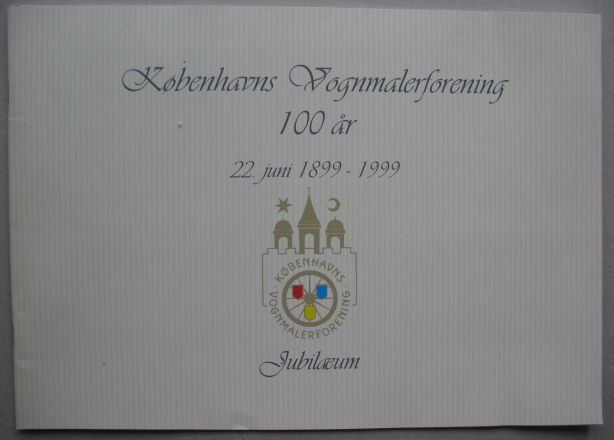 Københavns Vognmalerforening
100 år
22. juni 1899 - 1999
· KØBENHAVNS ·
VOGNMALERFORENING
Jubilæum